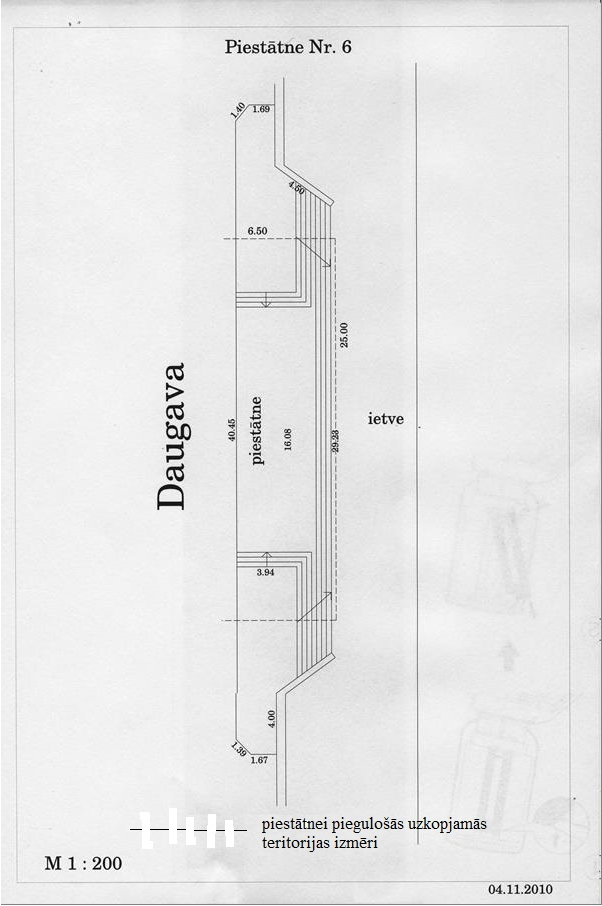 Piestātne Nr. 6
1.40
1.69
4.50
6.50
25.00
Daugava
40.45
piestātne
16.08
29.23
ietve
3.94
4.00
1.39
1.67
piestātnei piegulošās uzkopjamās
teritorijas izmēri
M 1 : 200
04.11.2010